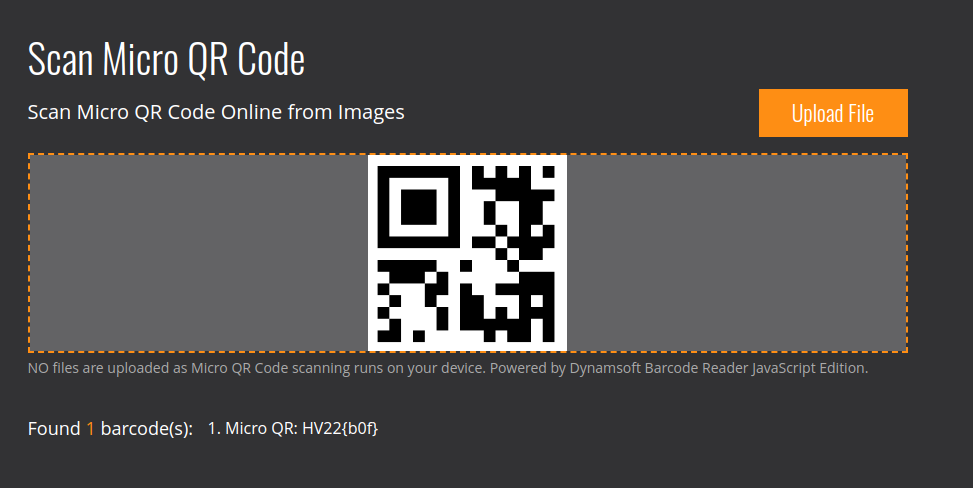 Scan Micro QR Code
Scan Micro QR Code Online from Images
Upload File
NO files are uploaded as Micro QR Code scanning runs on your device. Powered by Dynamsoft Barcode Reader JavaScript Edition.
Found 1 barcode(s): 1. Micro QR: HV22{b0f}